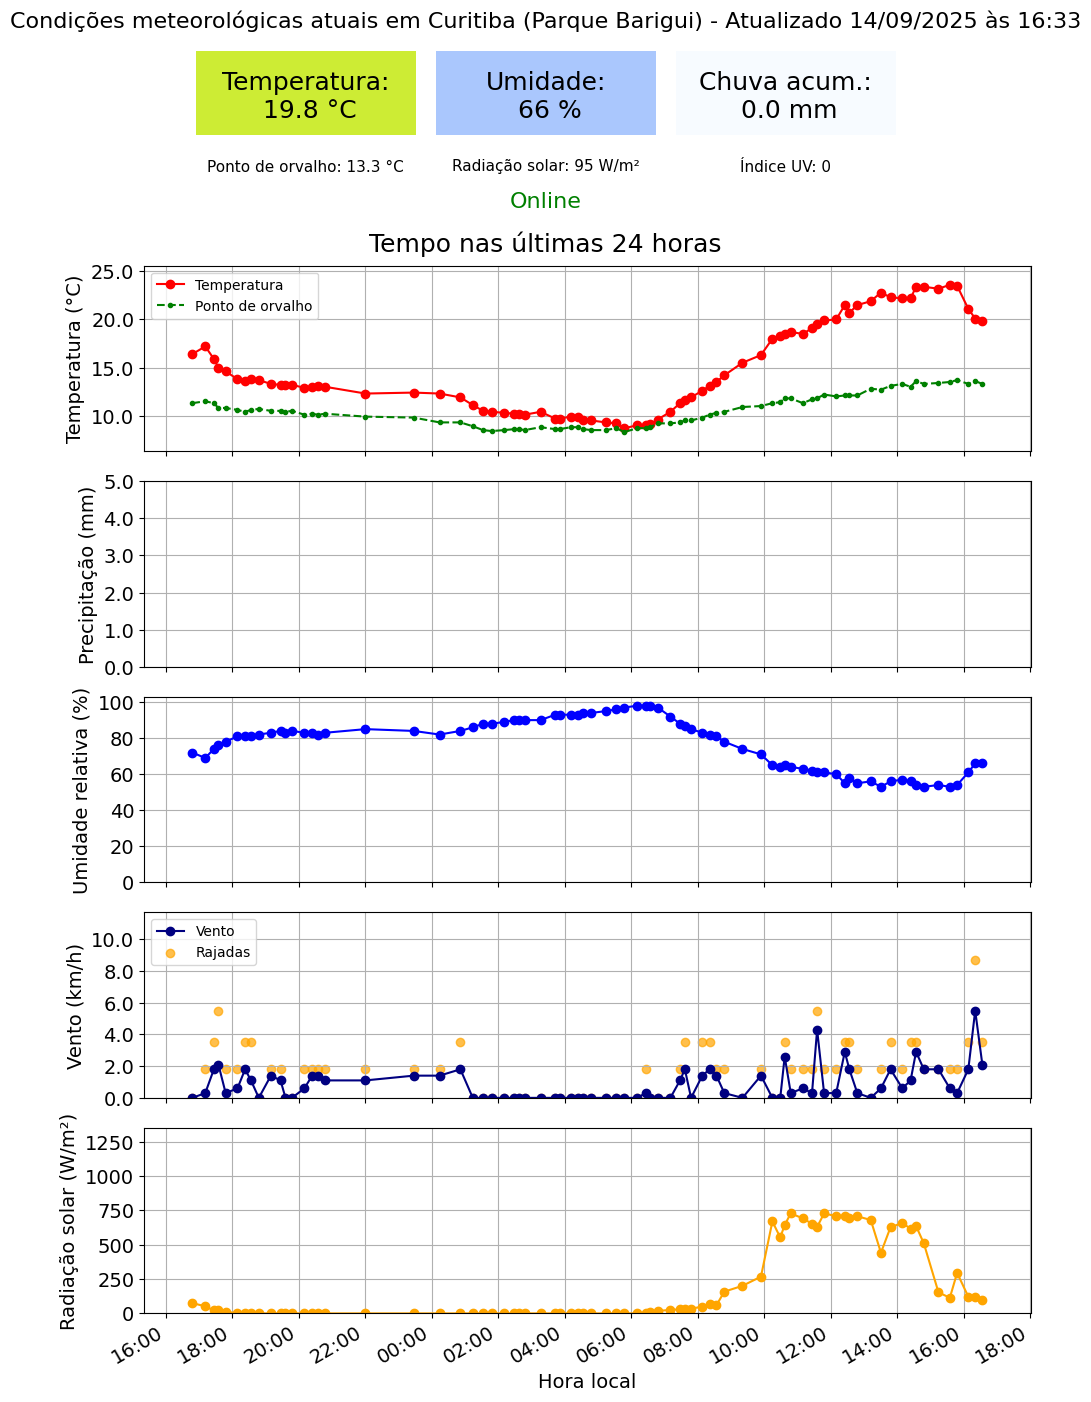 Condições meteorológicas atuais em Curitiba (Parque Barigui) - Atualizado 14/09/2025 às 16:33
Temperatura:
19.8 °C
Umidade:
66 %
Chuva acum.:
0.0 mm
Ponto de orvalho: 13.3 °C
Radiação solar: 95 W/m²
Índice UV: 0
Online
Tempo nas últimas 24 horas
Temperatura (°C)
25.0
20.0
15.0
10.0
Temperatura
Ponto de orvalho
Precipitação (mm)
5.0
4.0
3.0
2.0
1.0
0.0
Umidade relativa (%)
100
80
60
40
20
0
Vento (km/h)
10.0
8.0
6.0
4.0
2.0
0.0
Vento
Rajadas
Radiação solar (W/m²)
1250
1000
750
500
250
0
16:00
18:00
20:00
22:00
00:00
02:00
04:00
06:00
08:00
10:00
12:00
14:00
16:00
18:00
Hora local